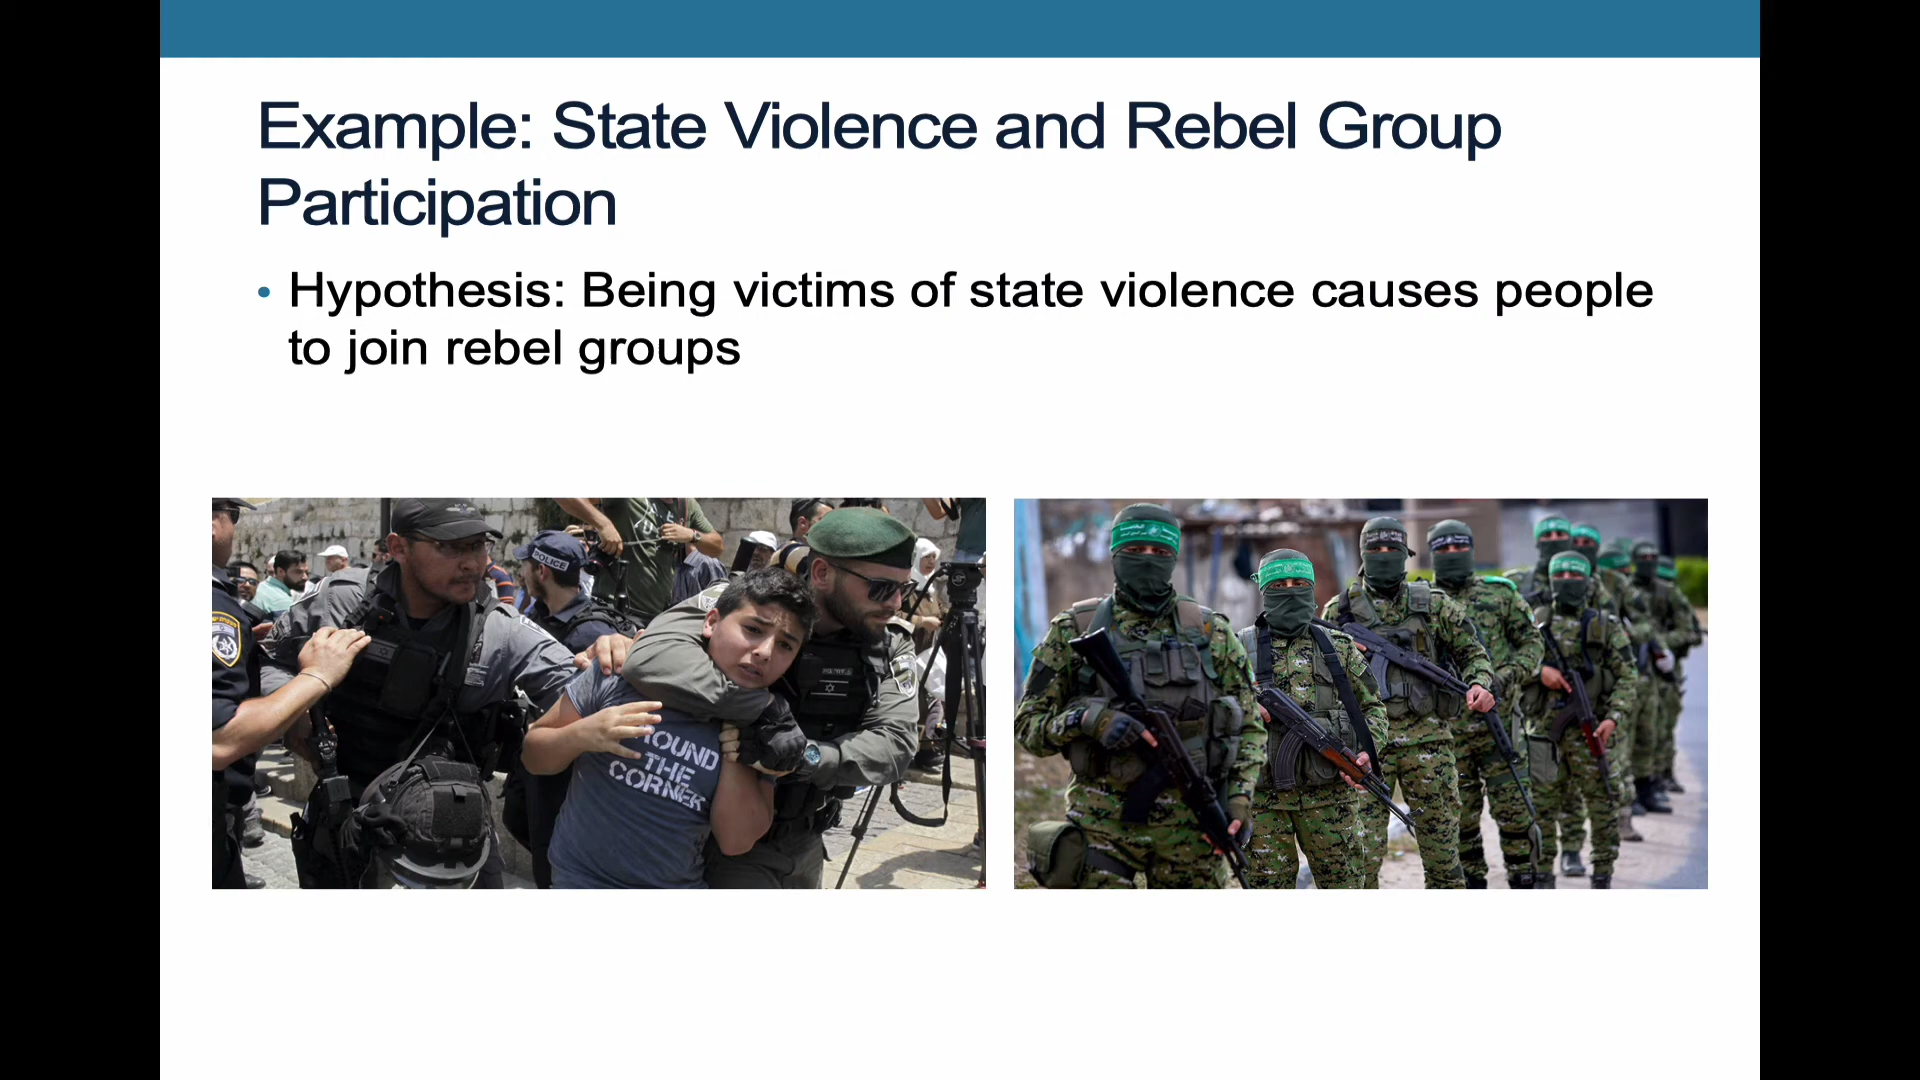 Example: State Violence and Rebel Group
Participation
• Hypothesis: Being victims of state violence causes people
to join rebel groups
POLICE
ROUND
THE
CORNER